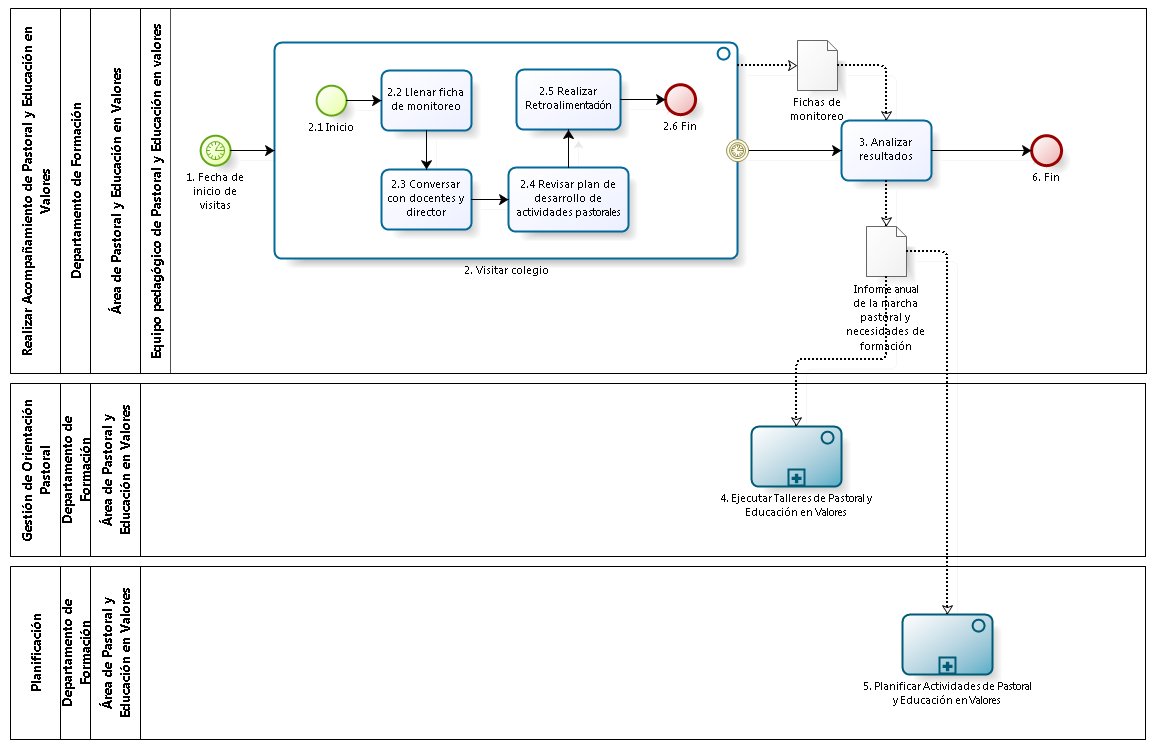 Realizar Acompañamiento de Pastoral y Educación en
Valores
Departamento de Formación
Área de Pastoral y Educación en Valores
Equipo pedagógico de Pastoral y Educación en valores
1. Fecha de
inicio de
visitas
2.1 Inicio
2.2 Llenar ficha
de monitoreo
2.3 Conversar
con docentes y
director
2.4 Revisar plan de
desarrollo de
actividades pastorales
2.5 Realizar
Retroalimentación
2.6 Fin
2. Visitar colegio
Fichas de
monitoreo
3. Analizar
resultados
6. Fin
Informe anual
de la marcha
pastoral y
necesidades de
formación
Gestión de Orientación
Pastoral
Departamento de
Formación
Área de Pastoral y
Educación en Valores
4. Ejecutar Talleres de Pastoral y
Educación en Valores
Planificación
Departamento de
Formación
Área de Pastoral y
Educación en Valores
5. Planificar Actividades de Pastoral
y Educación en Valores